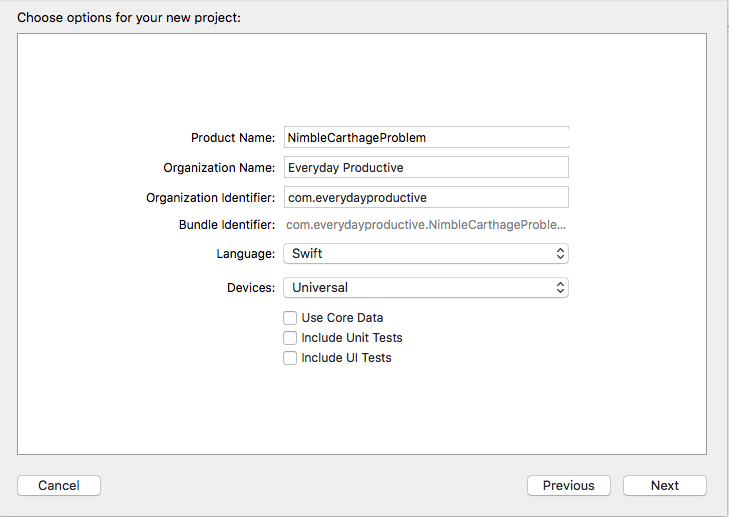 Choose options for your new project:
Product Name: NimbleCarthageProblem
Organization Name: Everyday Productive
Organization Identifier: com.everydayproductive
Bundle Identifier: com.everydayproductive.NimbleCarthageProble...
Language: Swift
Devices: Universal
Use Core Data
Include Unit Tests
Include UI Tests
Cancel Previous Next